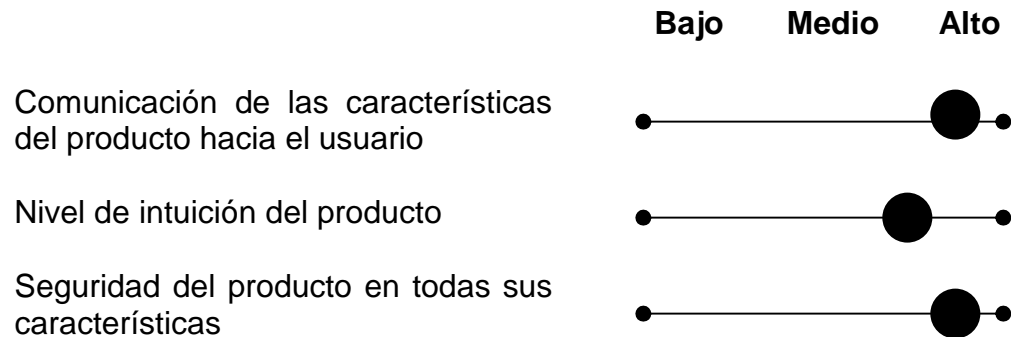 Bajo Medio Alto
Comunicación de las características
del producto hacia el usuario
Nivel de intuición del producto
Seguridad del producto en todas sus
características